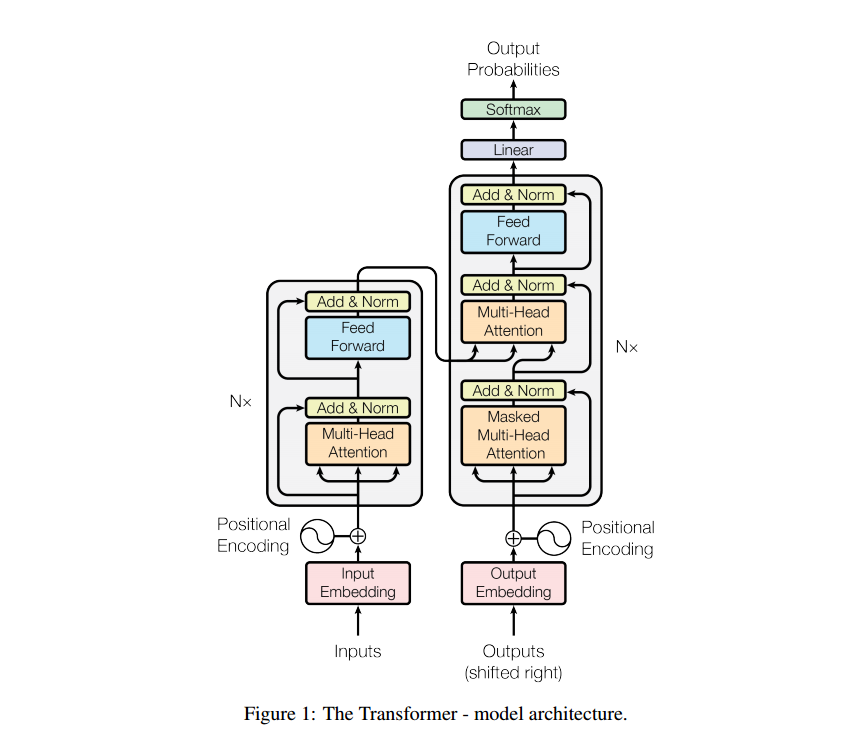 Output
Probabilities
Softmax
Linear
Add & Norm
Feed
Forward
Add & Norm
Multi-Head
Attention
Add & Norm
Masked
Multi-Head
Attention
N×
Add & Norm
Feed
Forward
Add & Norm
Multi-Head
Attention
N×
Positional
Encoding
Positional
Encoding
Input
Embedding
Output
Embedding
Inputs
Outputs
(shifted right)
Figure 1: The Transformer - model architecture.